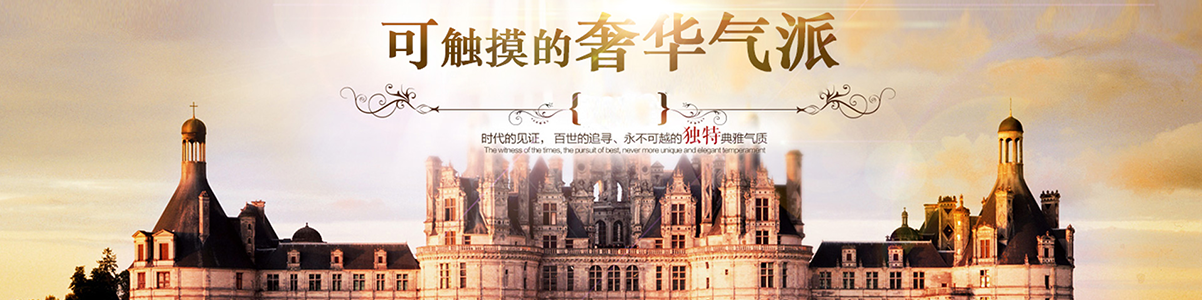 可触摸的奢华气派
时代的见证， 百世的追寻、永不可越的独特典雅气质
The witness of the times, the pursuit of best, never more unique and elegant temperament